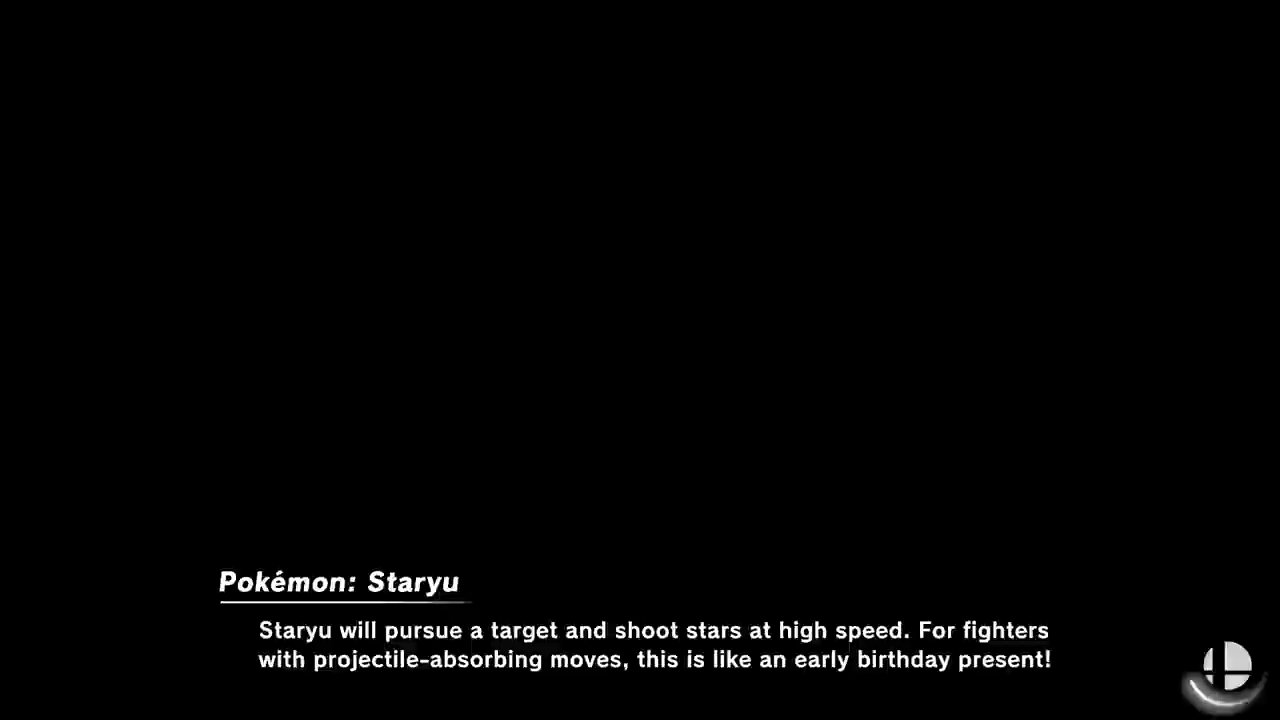 Pokémon: Staryu
Staryu will pursue a target and shoot stars at high speed. For fighters
with projectile-absorbing moves, this is like an early birthday present!